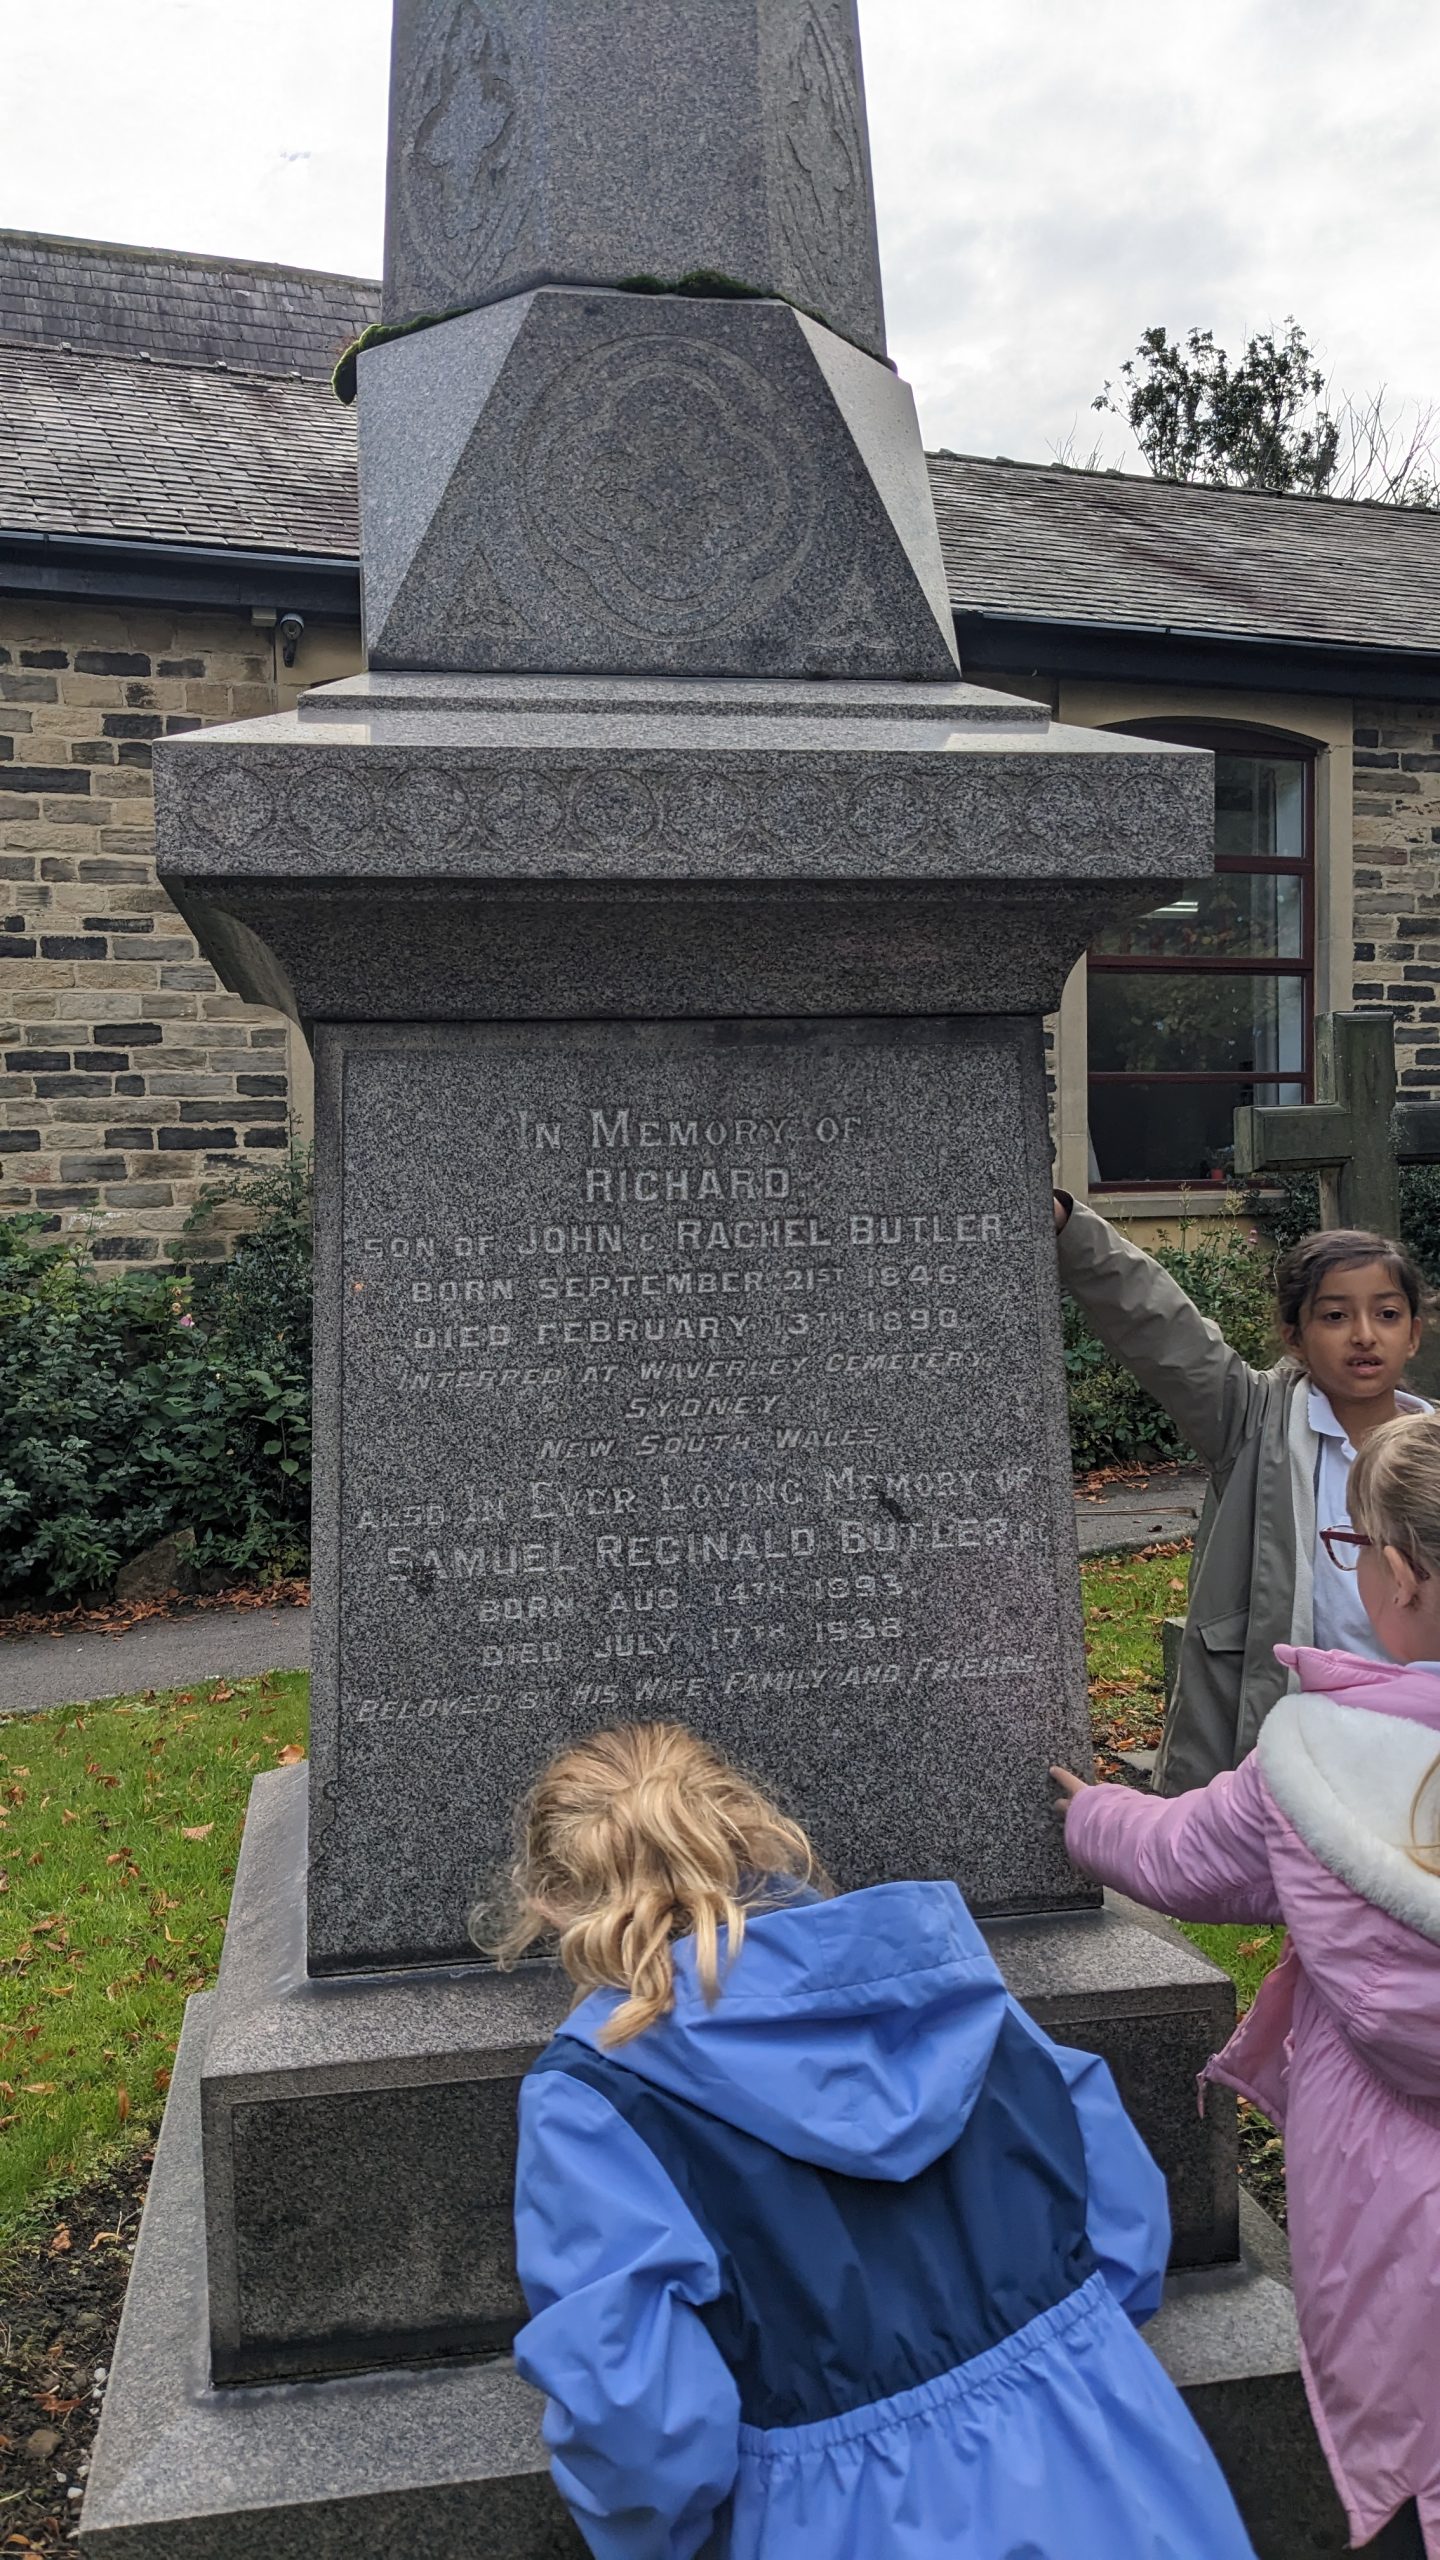 IN MEMORY OF
RICHARD
SON OF JOHN & RACHEL BUTLER
BORN SEPTEMBER 21ST 1846
DIED FEBRUARY 13TH 1890
INTERRED AT WAVERLEY CEMETERY,
SYDNEY
NEW SOUTH WALES
ALSO IN EVER LOVING MEMORY OF
SAMUEL REGINALD BUTLER
BORN AUG 14TH 1893.
DIED JULY 17TH 1938.
BELOVED BY HIS WIFE FAMILY AND FRIENDS